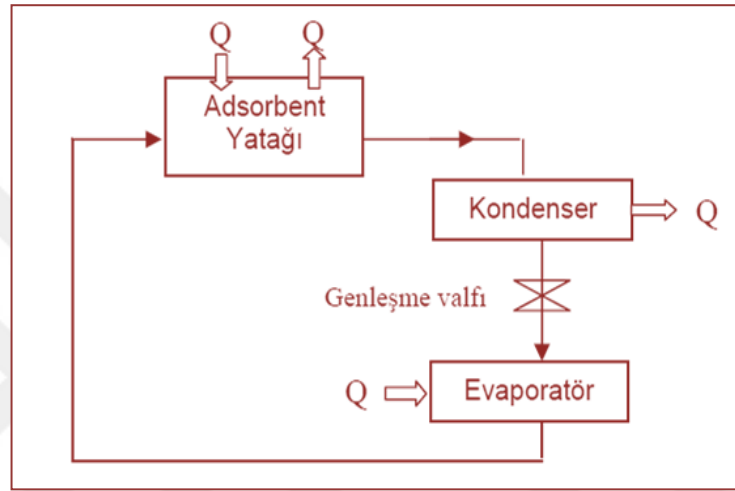 Q
Q
Adsorbent
Yatağı
Kondenser
Q
Genleşme valfı
Q
Evaporatör